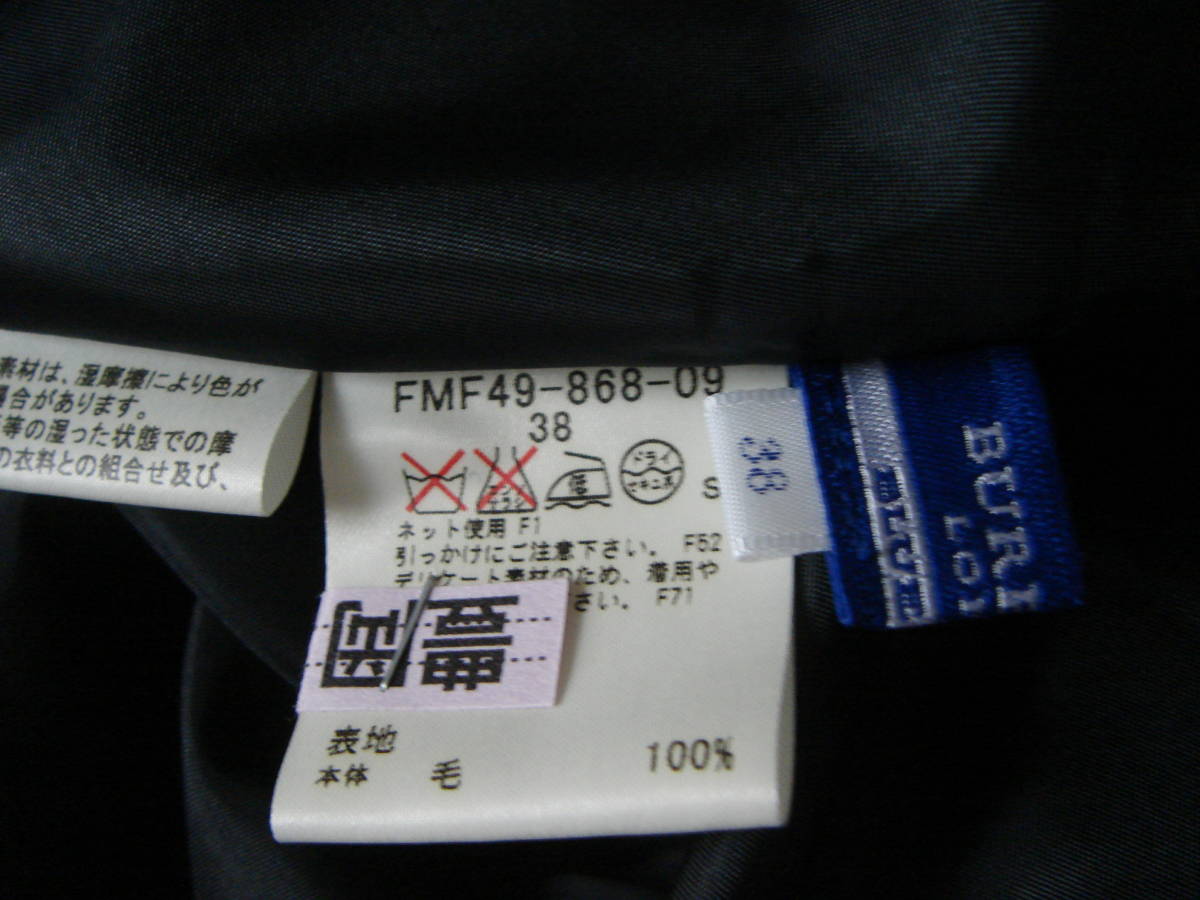 素材は、湿摩擦により色が
場合があります。
等の湿った状態での摩
の衣料との組合せ及び、
FMF49-868-09
38
ドライ
セキユ系
S
ネット使用 F1
引っかけにご注意下さい。 F52
デリケート素材のため、着用や
さい。 F71
表地
本体 毛 100%
38
BUR
LO